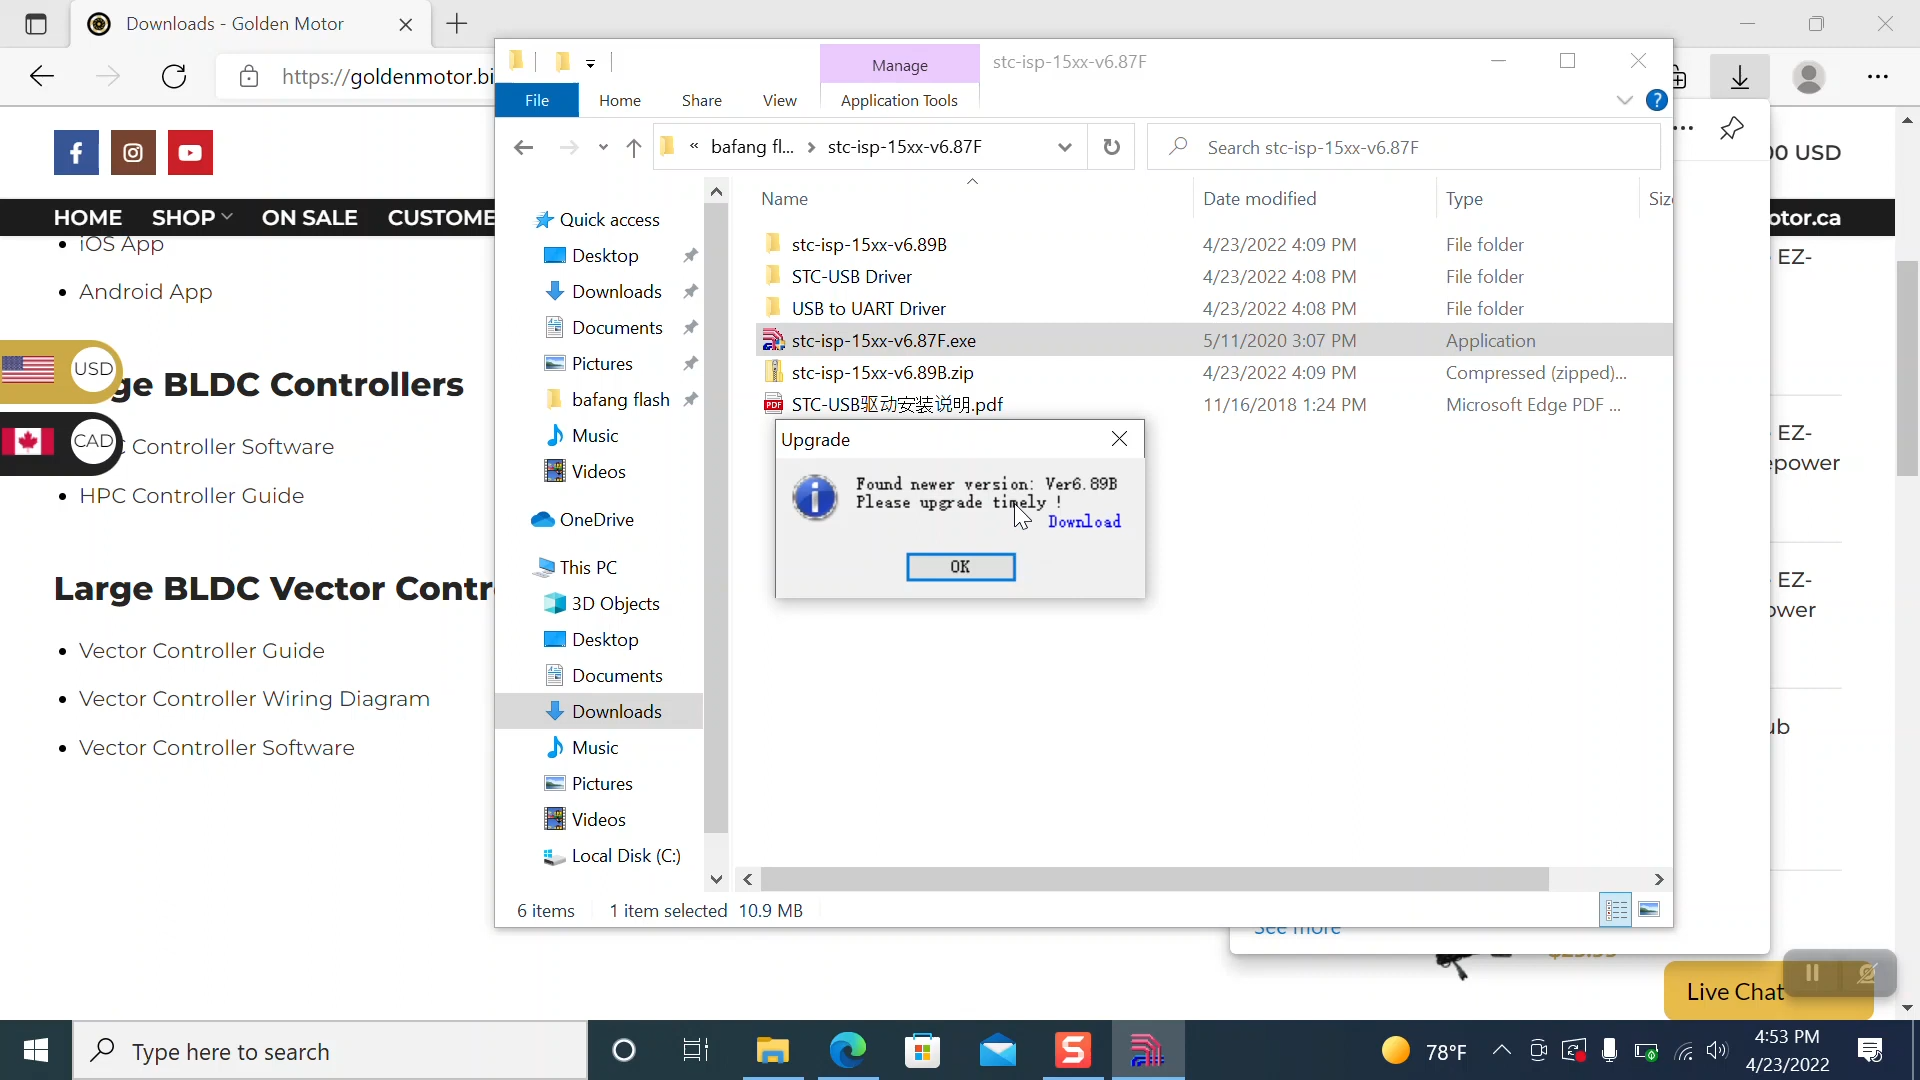 Downloads - Golden Motor
https://goldenmotor.bi
Manage
stc-isp-15xx-v6.87F
File
Home
Share
View
Application Tools
?
« bafang fl... > stc-isp-15xx-v6.87F
Search stc-isp-15xx-v6.87F
00 USD
HOME
SHOP
ON SALE
CUSTOME
otor.ca
iOS App
Android App
USD
ge BLDC Controllers
CAD
Controller Software
HPC Controller Guide
Large BLDC Vector Contr
Vector Controller Guide
Vector Controller Wiring Diagram
Vector Controller Software
Quick access
Desktop
Downloads
Documents
Pictures
bafang flash
Music
Videos
OneDrive
This PC
3D Objects
Desktop
Documents
Downloads
Music
Pictures
Videos
Local Disk (C:)
Name
Date modified
Type
Siz
stc-isp-15xx-v6.89B
4/23/2022 4:09 PM
File folder
STC-USB Driver
4/23/2022 4:08 PM
File folder
USB to UART Driver
4/23/2022 4:08 PM
File folder
stc-isp-15xx-v6.87F.exe
5/11/2020 3:07 PM
Application
stc-isp-15xx-v6.89B.zip
4/23/2022 4:09 PM
Compressed (zipped)...
PDF
STC-USB驱动安装说明.pdf
11/16/2018 1:24 PM
Microsoft Edge PDF ...
Upgrade
Found newer version: Ver6.89B
Please upgrade timely !
Download
OK
EZ-
EZ-
epower
EZ-
ower
ub
6 items
1 item selected 10.9 MB
See more
Live Chat
Type here to search
78°F
4:53 PM
4/23/2022